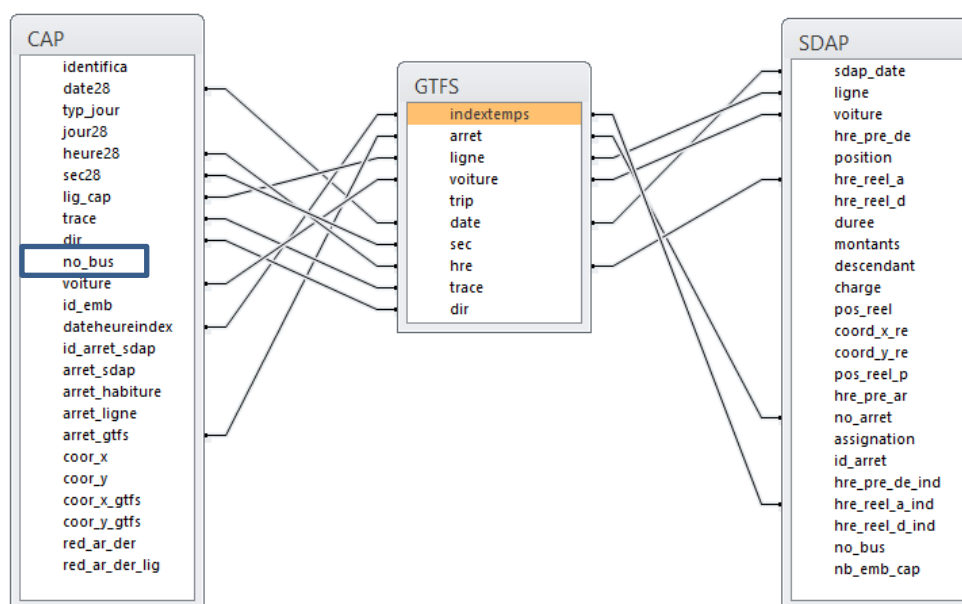 CAP
identifica
date28
typ_jour
jour28
heure28
sec28
lig_cap
trace
dir
no_bus
voiture
id_emb
dateheureindex
id_arret_sdap
arret_sdap
arret_habiture
arret_ligne
arret_gtfs
coor_x
coor_y
coor_x_gtfs
coor_y_gtfs
red_ar_der
red_ar_der_lig
GTFS
indextemps
arret
ligne
voiture
trip
date
sec
hre
trace
dir
SDAP
sdap_date
ligne
voiture
hre_pre_de
position
hre_reel_a
hre_reel_d
duree
montants
descendant
charge
pos_reel
coord_x_re
coord_y_re
pos_reel_p
hre_pre_ar
no_arret
assignation
id_arret
hre_pre_de_ind
hre_reel_a_ind
hre_reel_d_ind
no_bus
nb_emb_cap